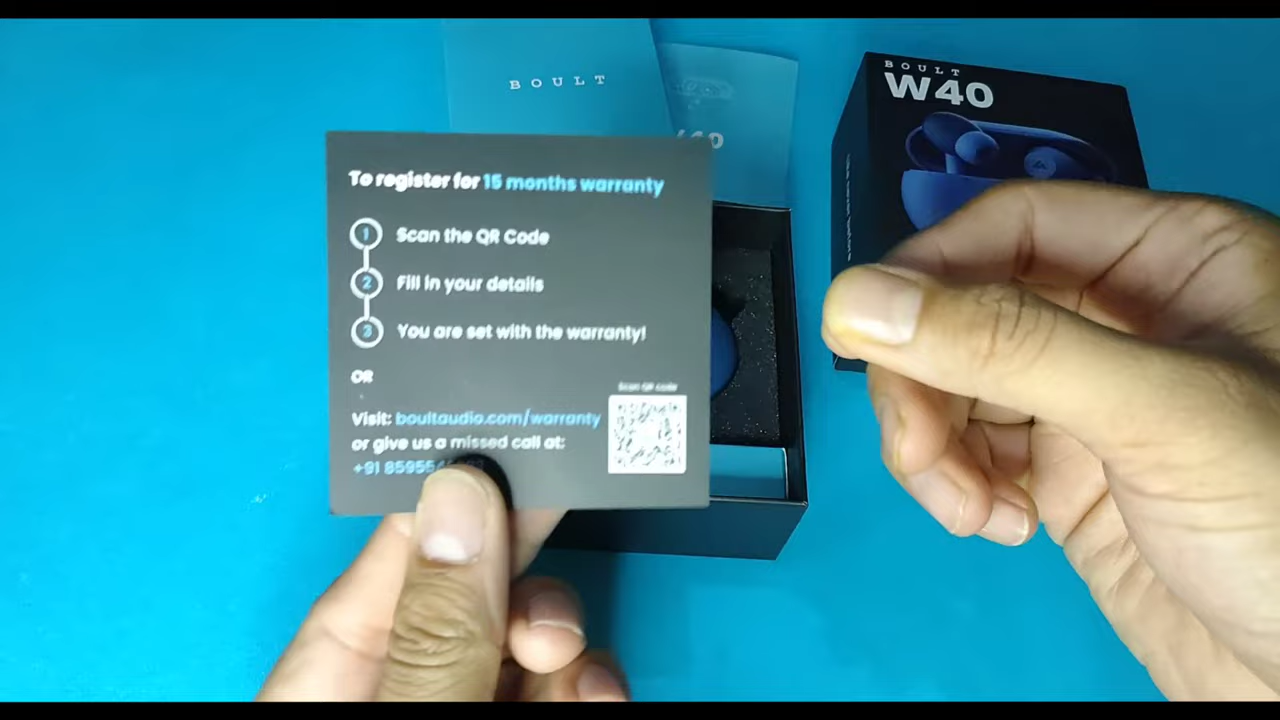 BOULT
BOULT
W40
To register for 15 months warranty
1 Scan the QR Code
2 Fill in your details
3 You are set with the warranty!
OR
Scan QR code
Visit: boultaudio.com/warranty
or give us a missed call at:
+91 85955